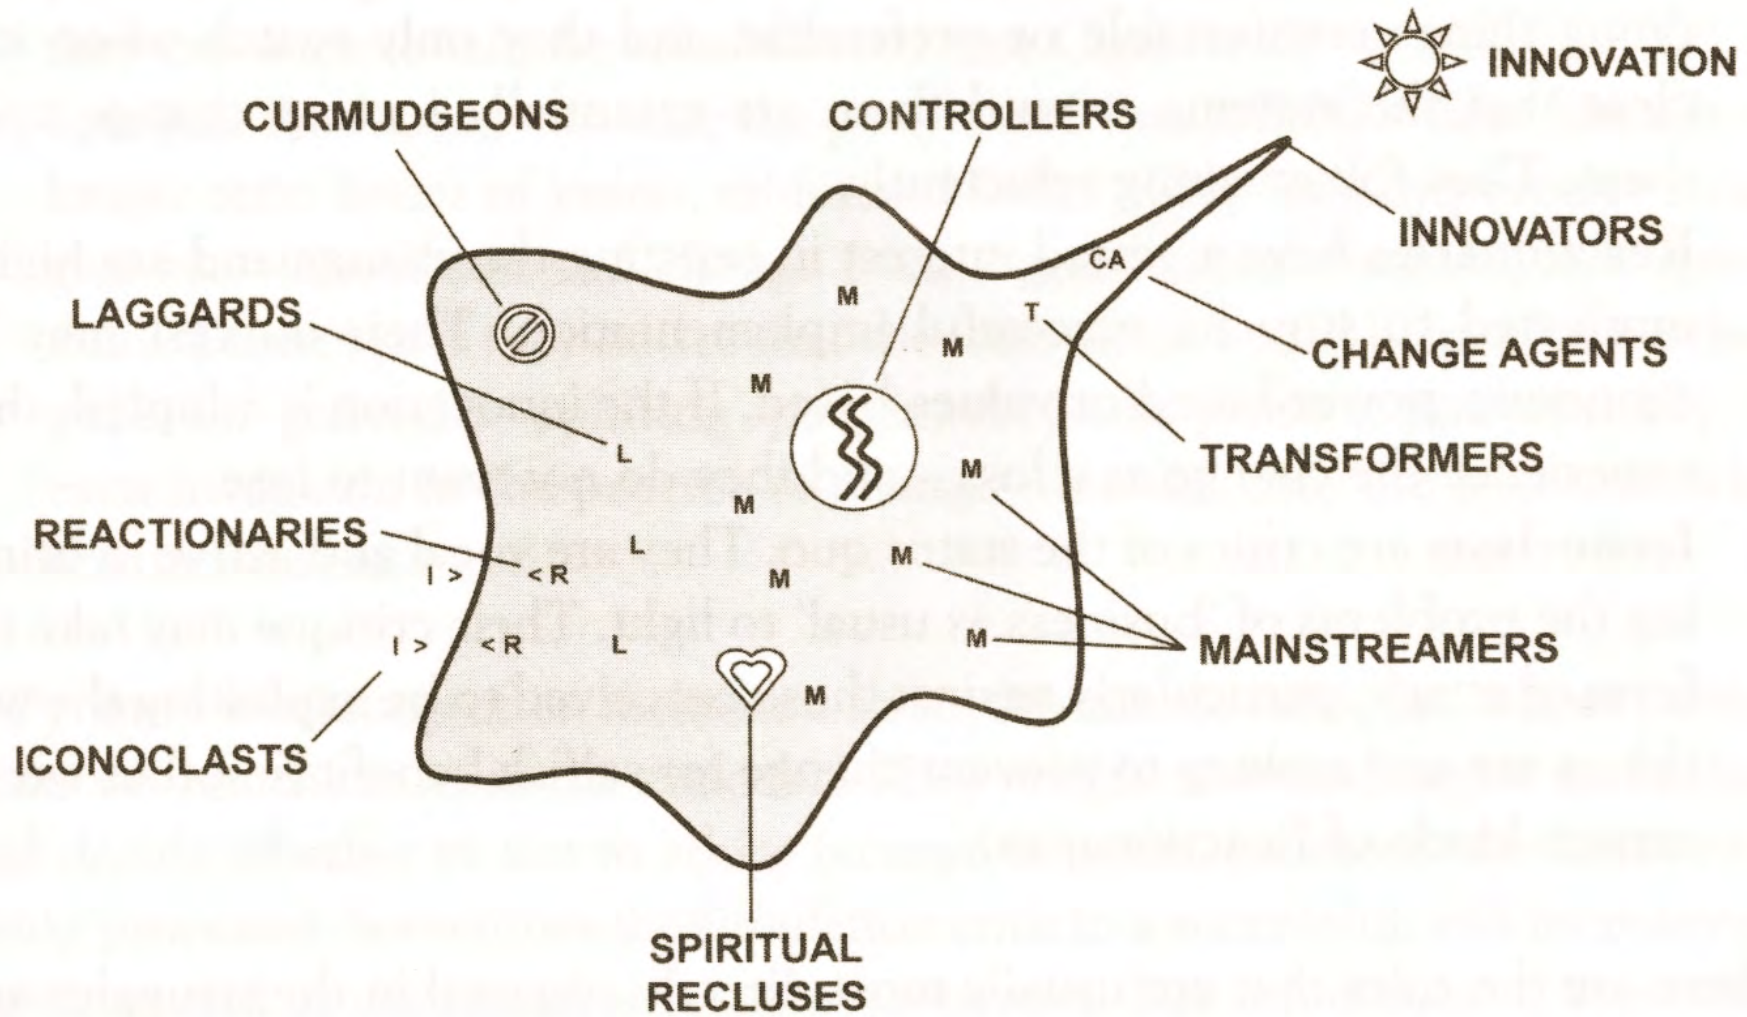 INNOVATION
CURMUDGEONS
CONTROLLERS
INNOVATORS
CA
M
LAGGARDS
T
M
CHANGE AGENTS
M
L
TRANSFORMERS
M
M
REACTIONARIES
L
M
I > < R
M
I > < R
L
M
MAINSTREAMERS
M
ICONOCLASTS
SPIRITUAL
RECLUSES